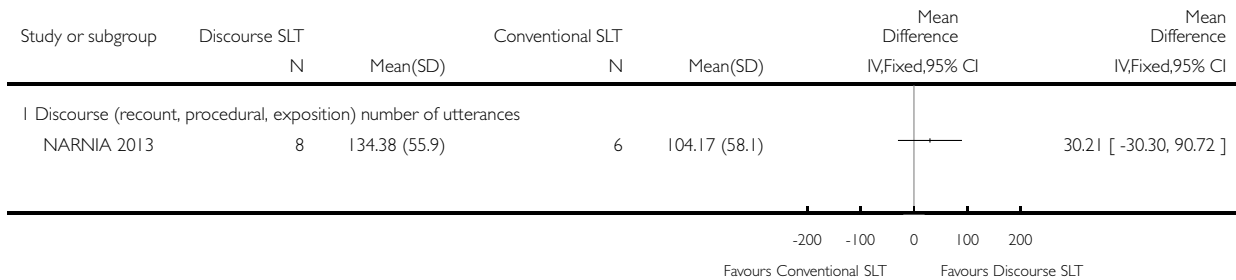 Study or subgroup Discourse SLT Conventional SLT Mean Difference Mean Difference
N Mean(SD) N Mean(SD) IV,Fixed,95% CI IV,Fixed,95% CI
1 Discourse (recount, procedural, exposition) number of utterances
NARNIA 2013 8 134.38 (55.9) 6 104.17 (58.1) 30.21 [ -30.30, 90.72 ]
-200 -100 0 100 200
Favours Conventional SLT Favours Discourse SLT